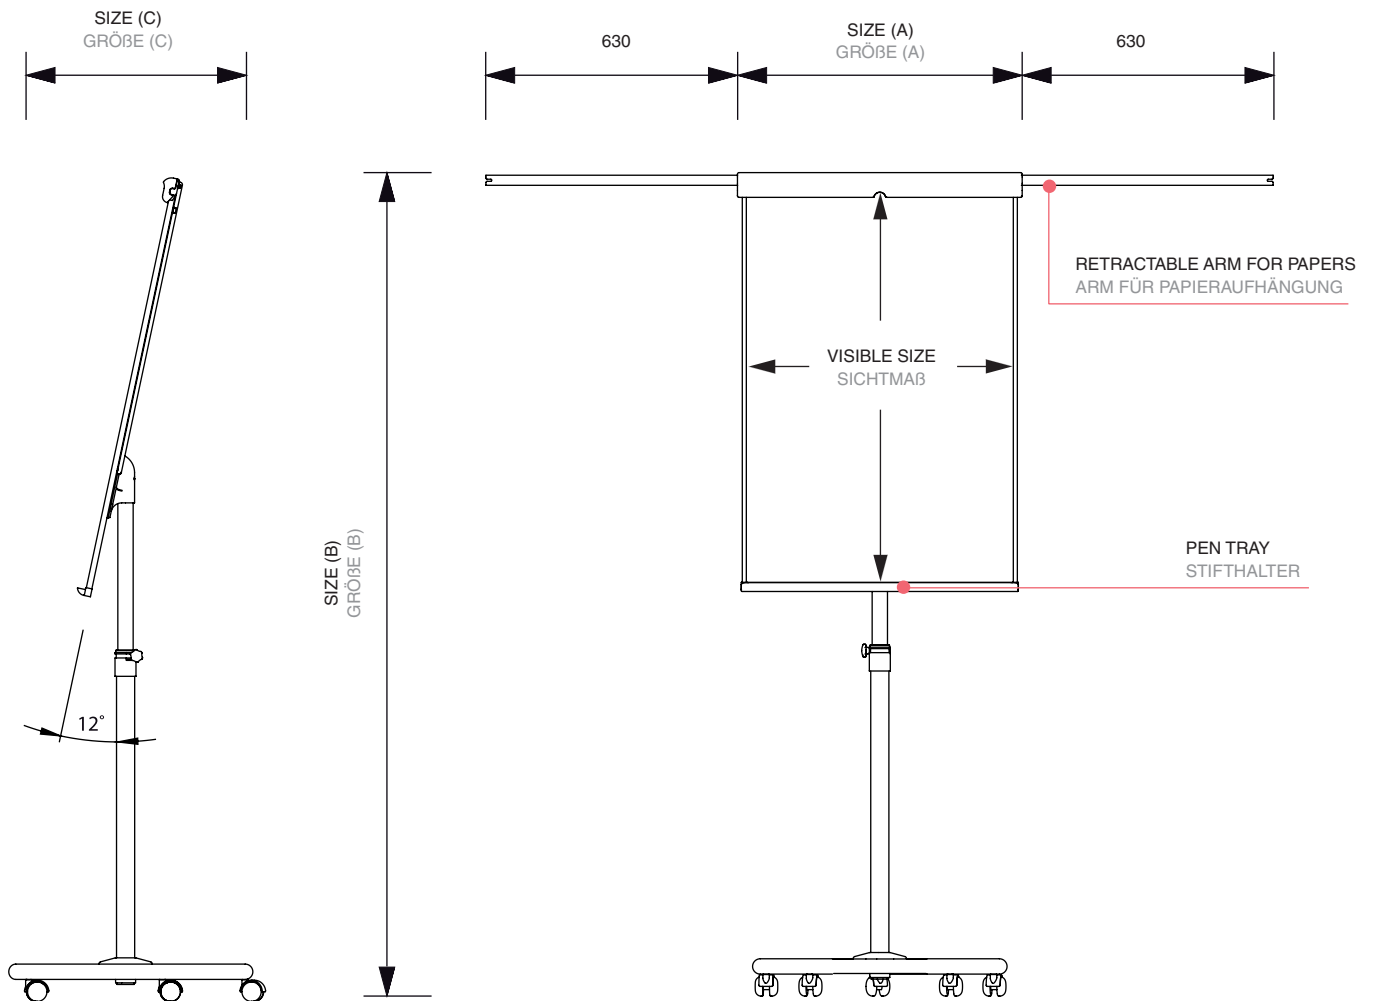 SIZE (C)
GRÖßE (C)
630
SIZE (A)
GRÖßE (A)
630
RETRACTABLE ARM FOR PAPERS
ARM FÜR PAPIERAUFHÄNGUNG
VISIBLE SIZE
SICHTMAß
SIZE (B)
GRÖßE (B)
PEN TRAY
STIFTHALTER
12°